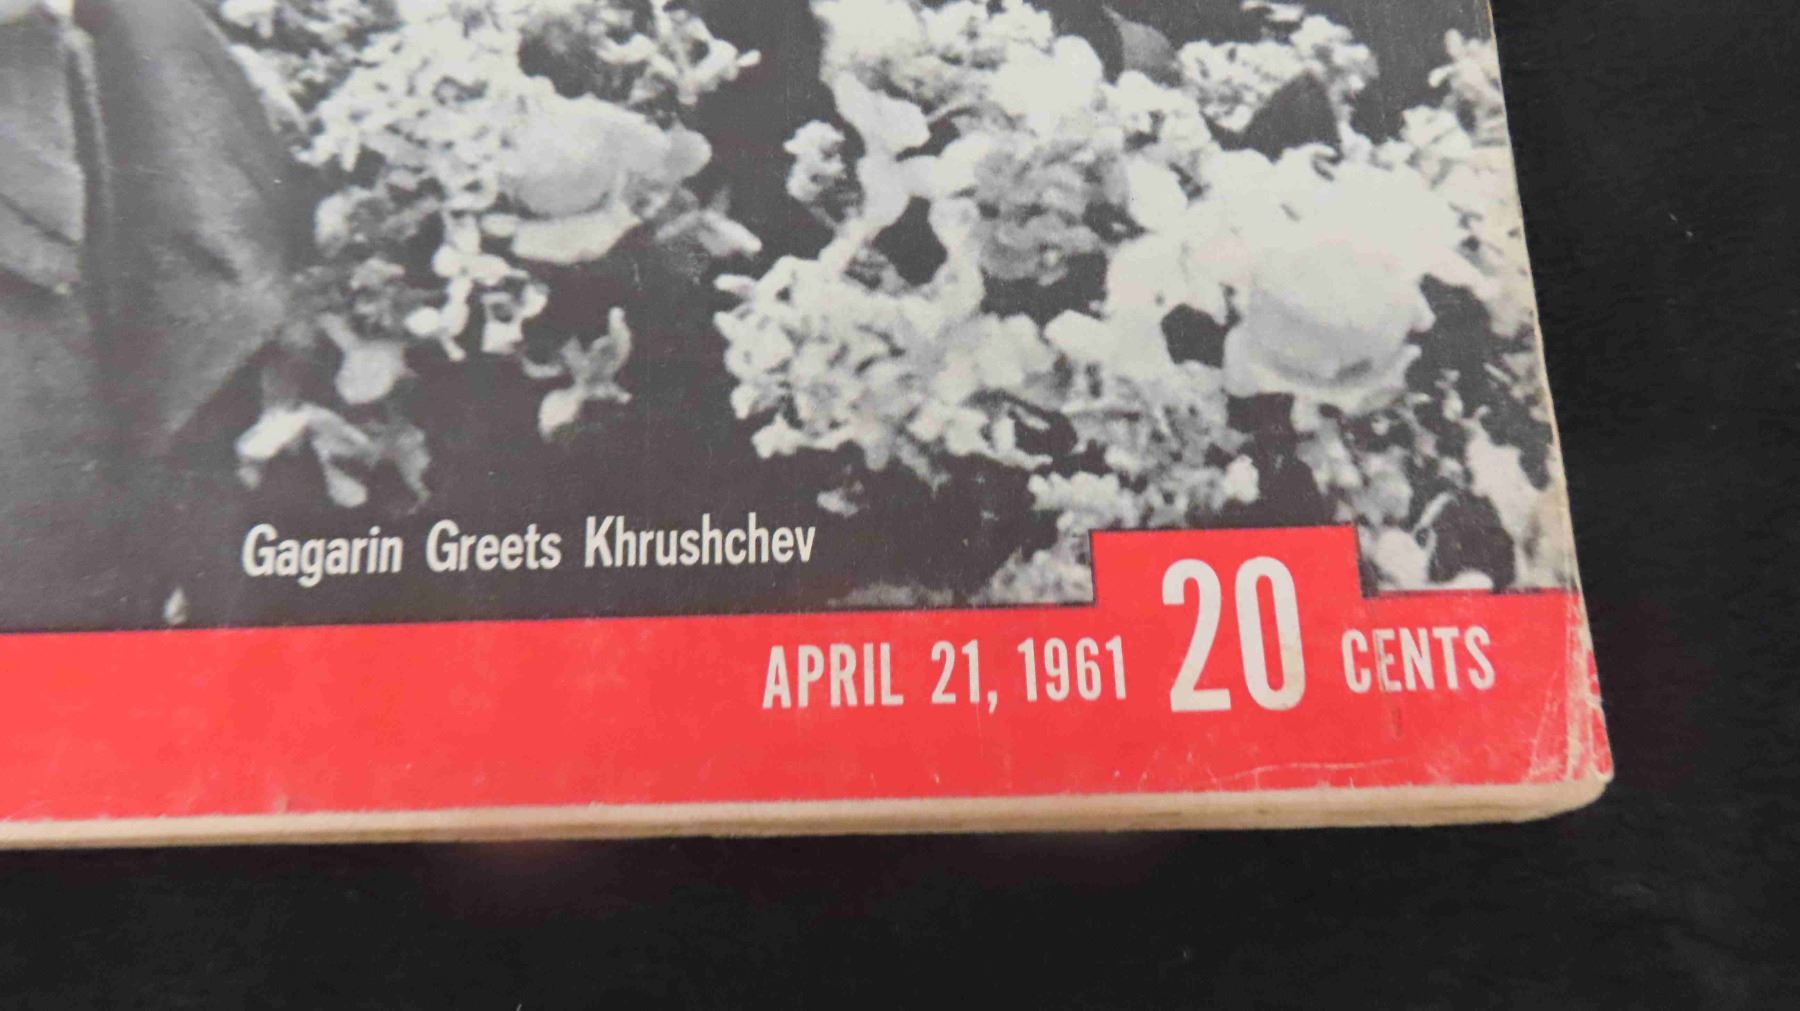 Gagarin Greets Khrushchev
APRIL 21, 1961 20 CENTS